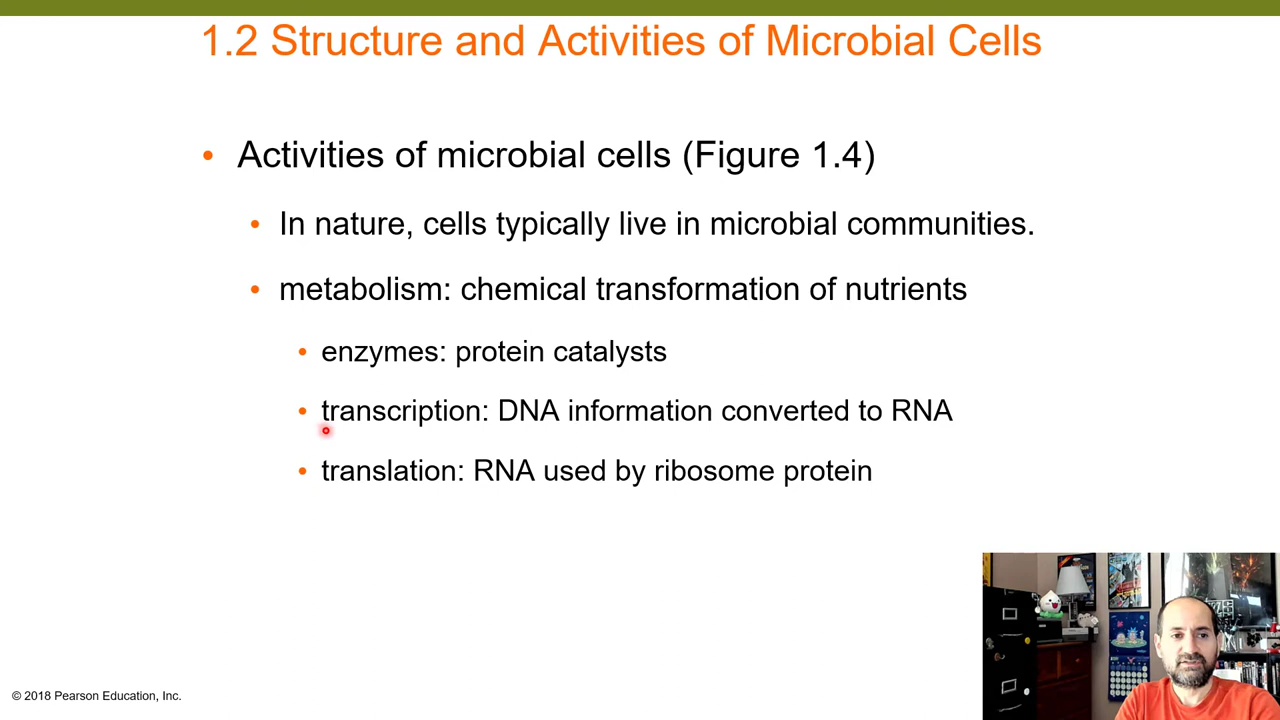 1.2 Structure and Activities of Microbial Cells
• Activities of microbial cells (Figure 1.4)
• In nature, cells typically live in microbial communities.
• metabolism: chemical transformation of nutrients
• enzymes: protein catalysts
• transcription: DNA information converted to RNA
• translation: RNA used by ribosome protein
© 2018 Pearson Education, Inc.